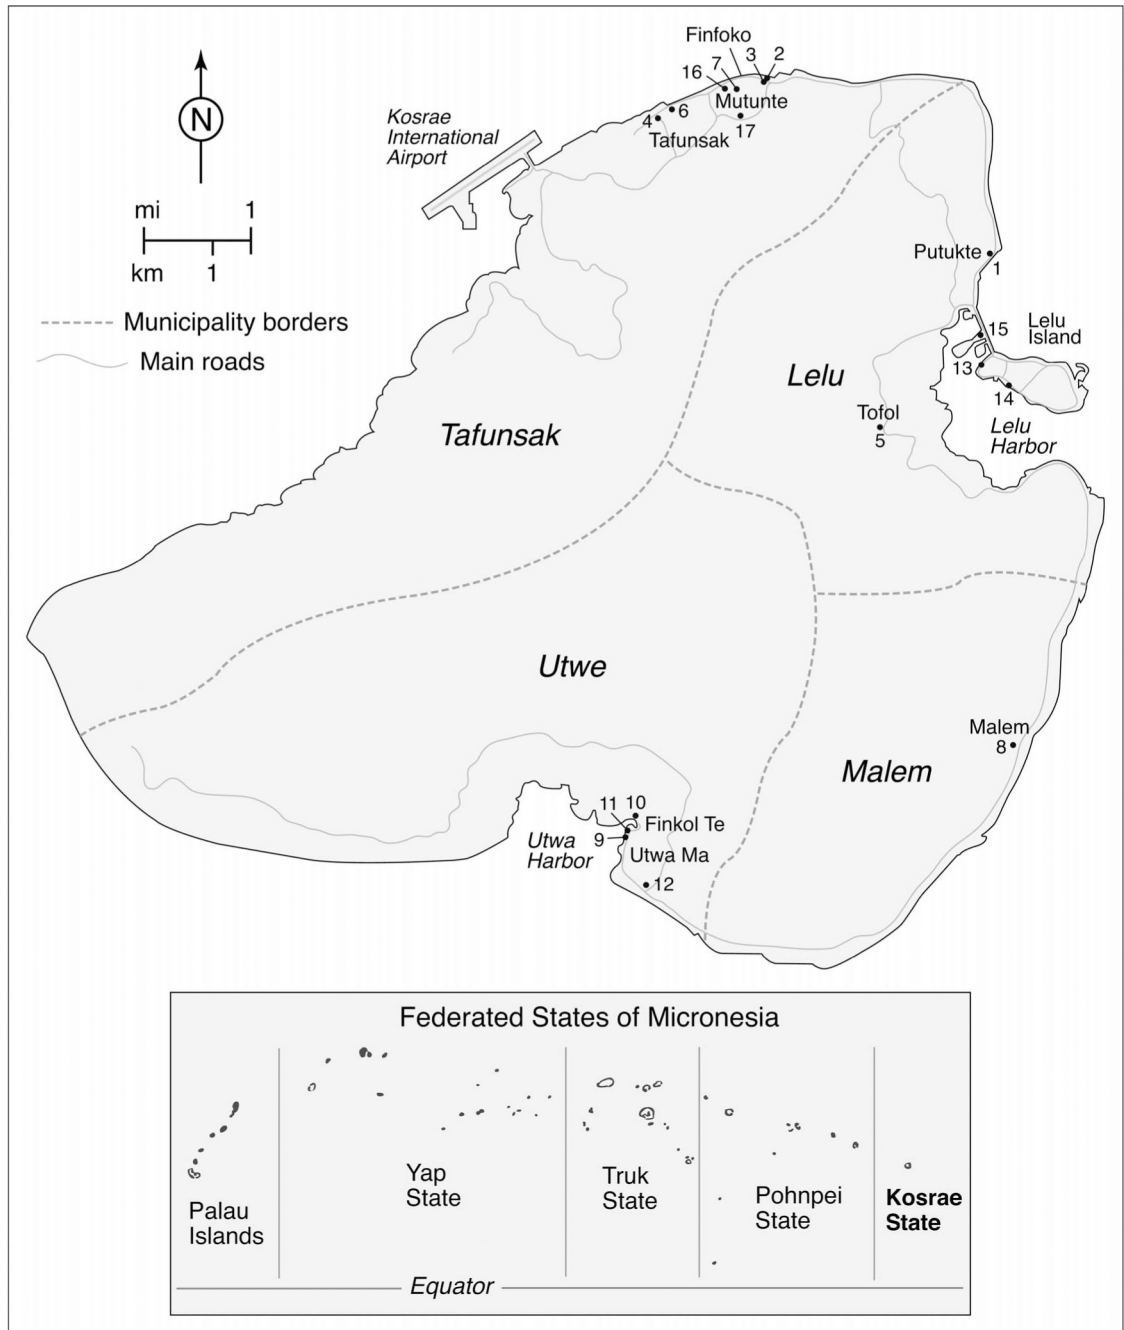 Finfoko
3
2
7
16
Mutunte
6
4
17
Tafunsak
Kosrae
International
Airport
N
mi
1
km
1
Municipality borders
Main roads
Putukte
1
15
Lelu
Island
13
14
Lelu
Harbor
Lelu
Tofol
5
Tafunsak
Utwe
Malem
8
Malem
11
10
Finkol Te
9
Utwa
Harbor
Utwa Ma
12
Federated States of Micronesia
Palau
Islands
Yap
State
Truk
State
Pohnpei
State
Kosrae
State
Equator